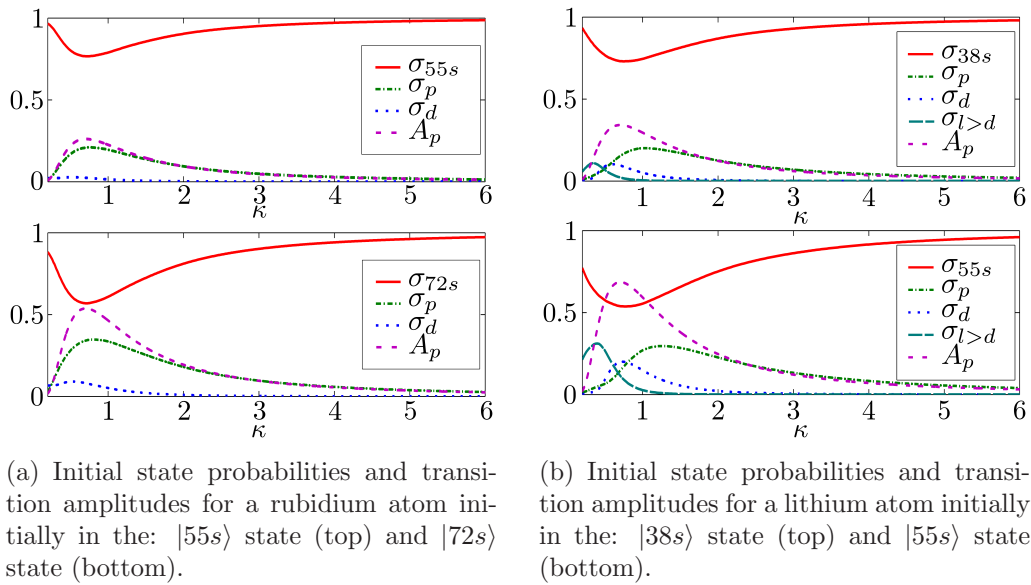 1
0.5
0
1
2
3
4
5
6
κ
σ55s
σp
σd
Ap
1
0.5
0
1
2
3
4
5
6
κ
σ38s
σp
σd
σl>d
Ap
1
0.5
0
1
2
3
4
5
6
κ
σ72s
σp
σd
Ap
1
0.5
0
1
2
3
4
5
6
κ
σ55s
σp
σd
σl>d
Ap
(a) Initial state probabilities and transi-
tion amplitudes for a rubidium atom ini-
tially in the: |55s⟩ state (top) and |72s⟩
state (bottom).
(b) Initial state probabilities and transi-
tion amplitudes for a lithium atom initially
in the: |38s⟩ state (top) and |55s⟩ state
(bottom).